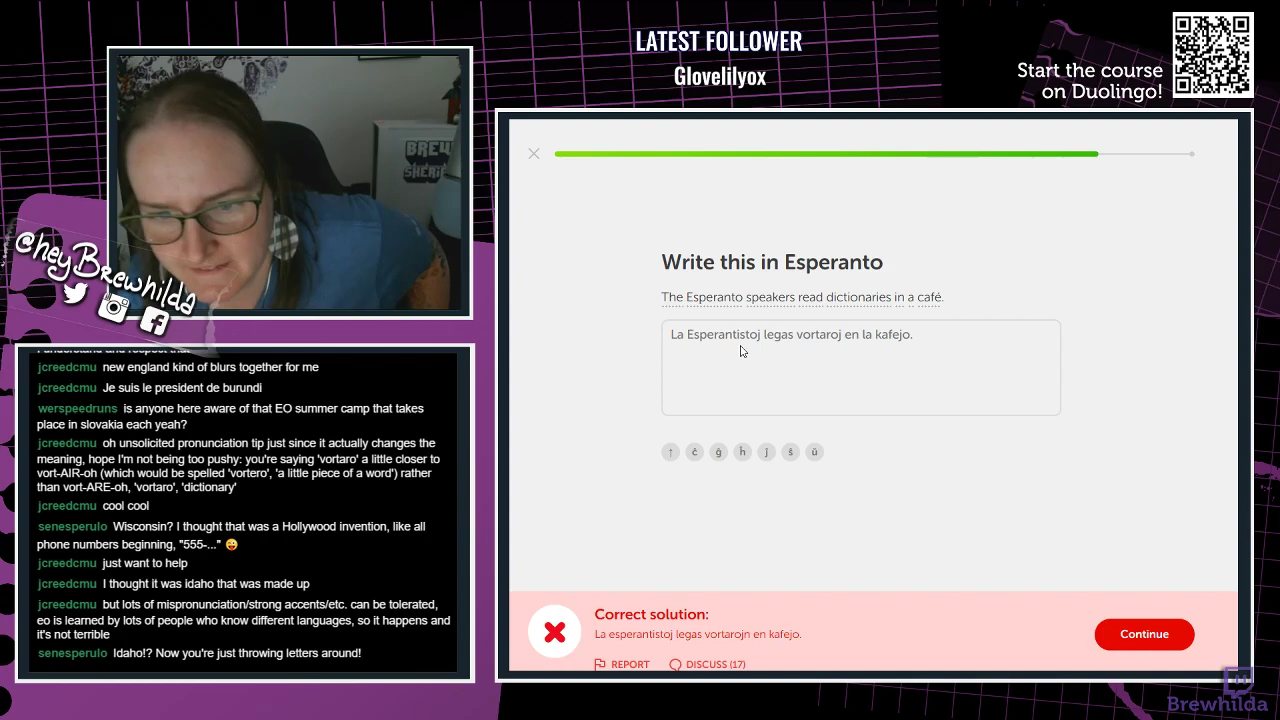 LATEST FOLLOWER
Glovelilyox
Start the course
on Duolingo!
BREW
SHERIF
@heyBrewhilda
Write this in Esperanto
The Esperanto speakers read dictionaries in a café.
La Esperantistoj legas vortaroj en la kafejo.
↑ ĉ ĝ ĥ ĵ ŝ ŭ
Correct solution:
La esperantistoj legas vortarojn en kafejo.
REPORT DISCUSS (17)
Continue
I understand and respect that
jcreedcmu new england kind of blurs together for me
jcreedcmu Je suis le president de burundi
werspeedruns is anyone here aware of that EO summer camp that takes
place in slovakia each yeah?
jcreedcmu oh unsolicited pronunciation tip just since it actually changes the
meaning, hope I'm not being too pushy: you're saying 'vortaro' a little closer to
vort-AIR-oh (which would be spelled 'vortero', 'a little piece of a word') rather
than vort-ARE-oh, 'vortaro', 'dictionary'
jcreedcmu cool cool
senesperulo Wisconsin? I thought that was a Hollywood invention, like all
phone numbers beginning, "555-..." 😜
jcreedcmu just want to help
jcreedcmu I thought it was idaho that was made up
jcreedcmu but lots of mispronunciation/strong accents/etc. can be tolerated,
eo is learned by lots of people who know different languages, so it happens and
it's not terrible
senesperulo Idaho!? Now you're just throwing letters around!
Brewhilda